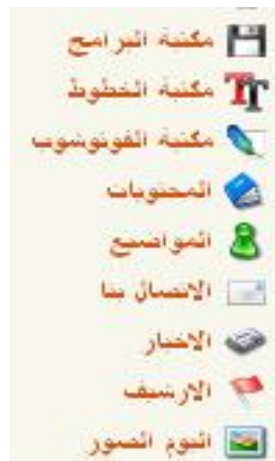 مكتبة البرامج
مكتبة الخطوط
مكتبة الفوتوشوب
المحتويات
المواضيع
الاتصال بنا
الاخبار
الارشيف
البوم الصور